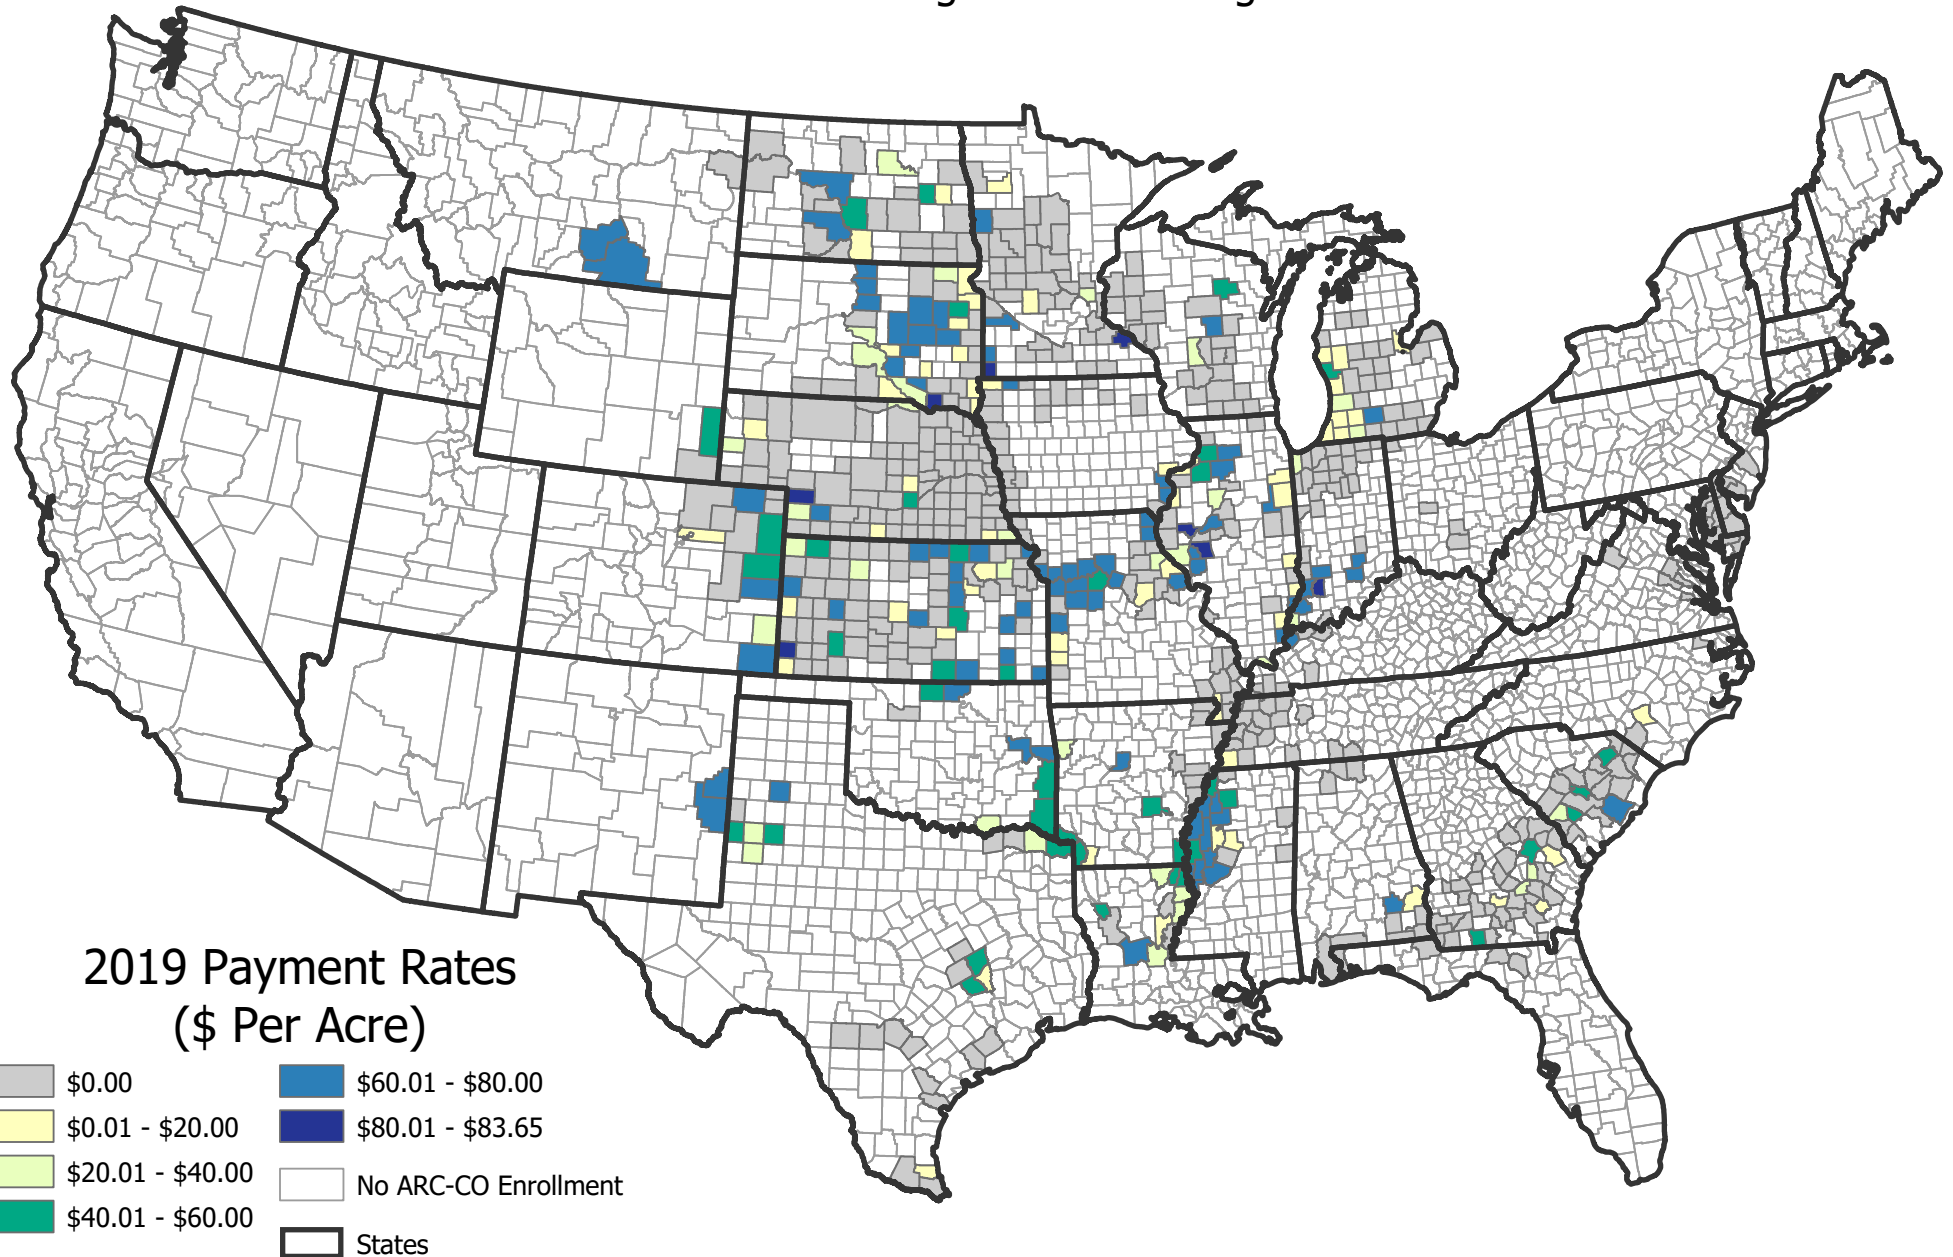 2019 Payment Rates
($ Per Acre)
$0.00
$0.01 - $20.00
$20.01 - $40.00
$40.01 - $60.00
$60.01 - $80.00
$80.01 - $83.65
No ARC-CO Enrollment
States